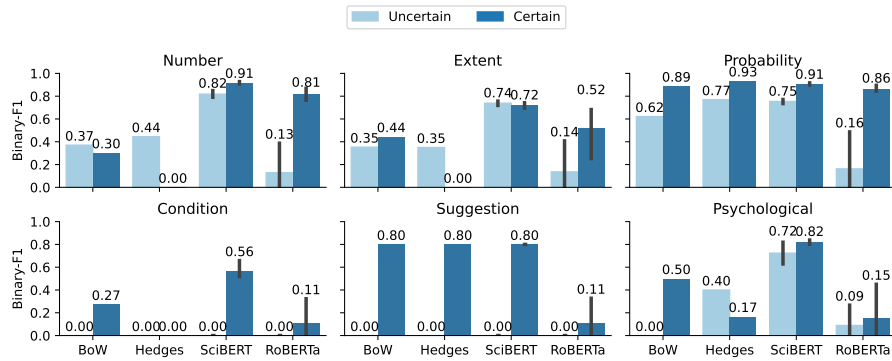 Uncertain Certain
Number Extent Probability
Binary-F1
1.0
0.8
0.6
0.4
0.2
0.0
0.37 0.30 0.44 0.00 0.82 0.91 0.13 0.81
0.35 0.44 0.35 0.00 0.74 0.72 0.14 0.52
0.62 0.89 0.77 0.93 0.75 0.91 0.16 0.86
Condition Suggestion Psychological
Binary-F1
1.0
0.8
0.6
0.4
0.2
0.0
0.00 0.27 0.00 0.00 0.00 0.56 0.00 0.11
0.00 0.80 0.00 0.80 0.00 0.80 0.00 0.11
0.00 0.50 0.40 0.17 0.72 0.82 0.09 0.15
BoW Hedges SciBERT RoBERTa
BoW Hedges SciBERT RoBERTa
BoW Hedges SciBERT RoBERTa